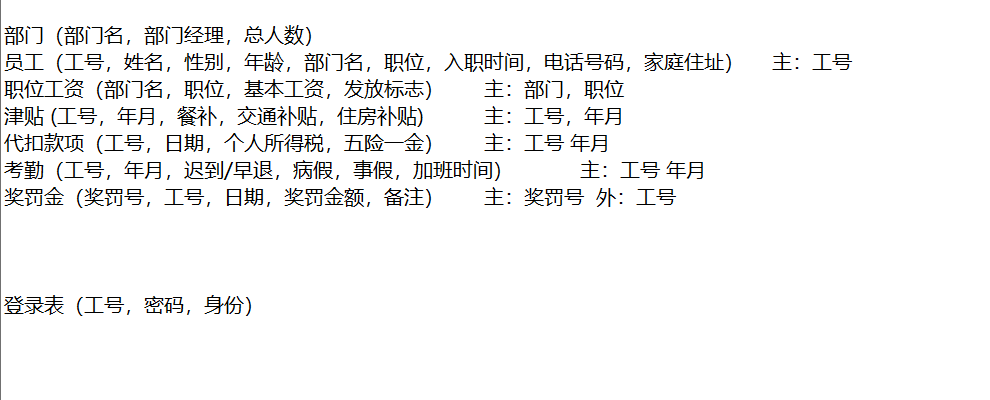 部门（部门名，部门经理，总人数）
员工（工号，姓名，性别，年龄，部门名，职位，入职时间，电话号码，家庭住址） 主：工号
职位工资（部门名，职位，基本工资，发放标志） 主：部门，职位
津贴 (工号，年月，餐补，交通补贴，住房补贴) 主：工号，年月
代扣款项（工号，日期，个人所得税，五险一金） 主：工号 年月
考勤（工号，年月，迟到/早退，病假，事假，加班时间） 主：工号 年月
奖罚金（奖罚号，工号，日期，奖罚金额，备注） 主：奖罚号 外：工号
登录表（工号，密码，身份）